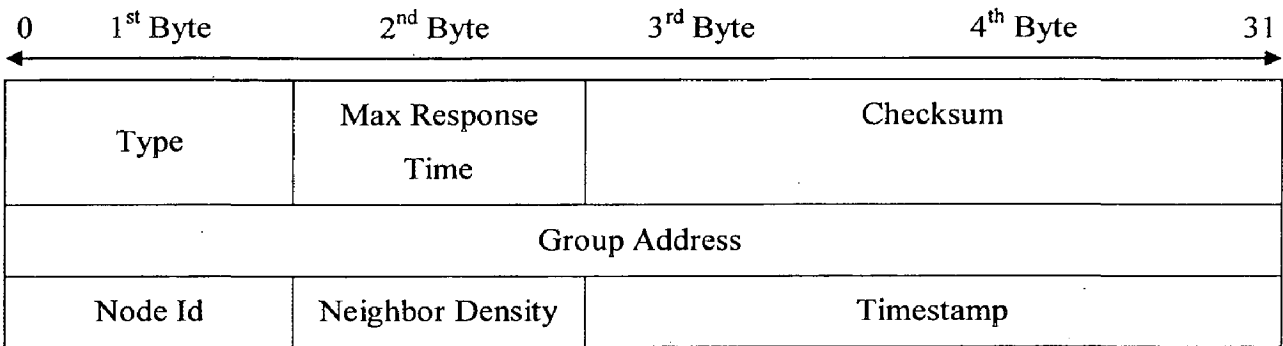 0 1st Byte 2nd Byte 3rd Byte 4th Byte 31
Type Max Response Time Checksum
Group Address
Node Id Neighbor Density Timestamp